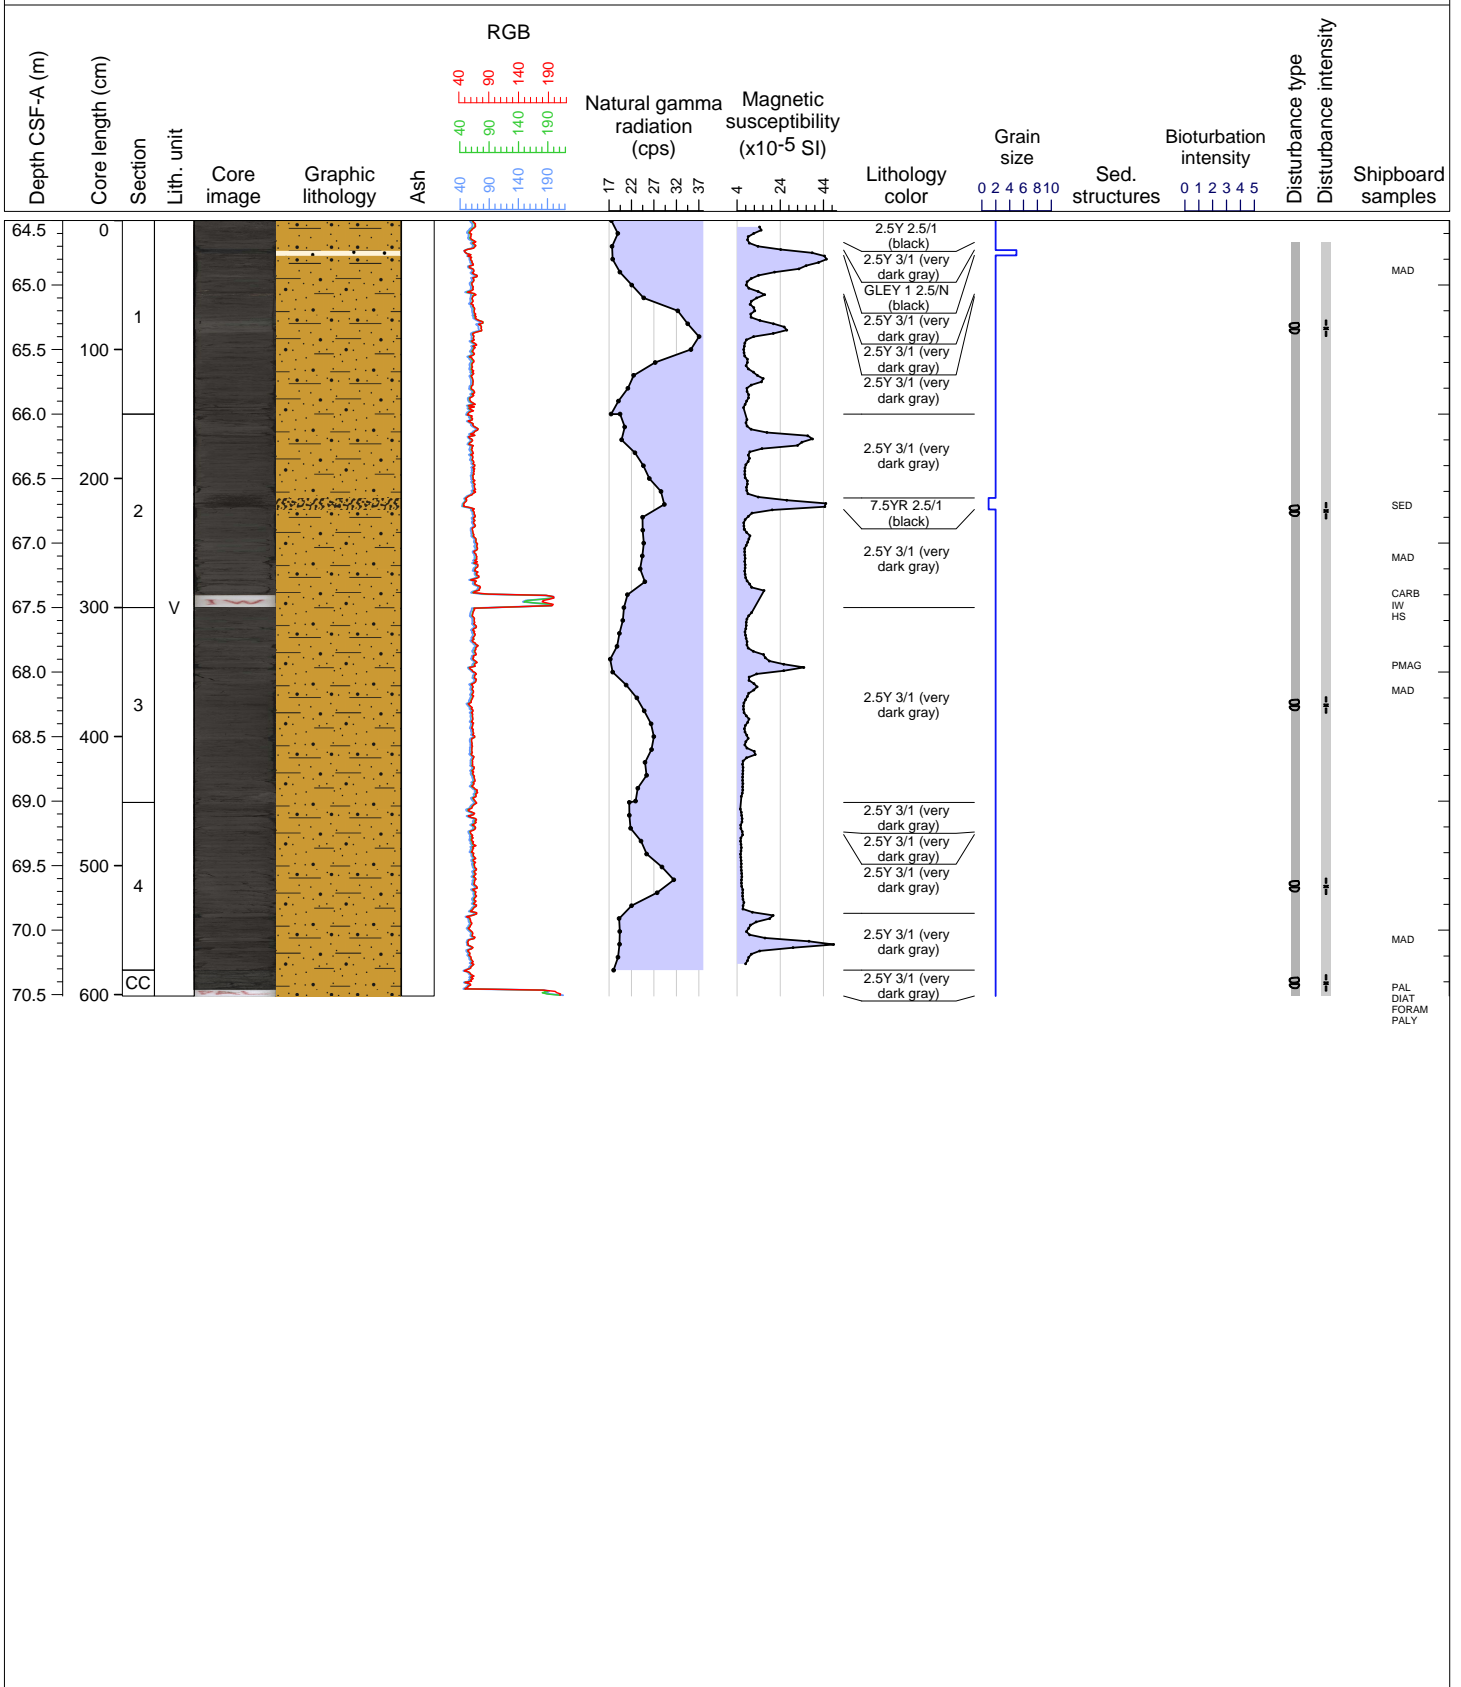 RGB
40 90 140 190
40 90 140 190
40 90 140 190
Depth CSF-A (m)
Core length (cm)
Section
Lith. unit
Core
image
Graphic
lithology
Ash
Natural gamma
radiation
(cps)
17 22 27 32 37
Magnetic
susceptibility
(x10-5 SI)
4 24 44
Lithology
color
Grain
size
0 2 4 6 8 10
Sed.
structures
Bioturbation
intensity
0 1 2 3 4 5
Disturbance type
Disturbance intensity
Shipboard
samples
64.5
65.0
65.5
66.0
66.5
67.0
67.5
68.0
68.5
69.0
69.5
70.0
70.5
0
100
200
300
400
500
600
1
2
3
4
CC
V
2.5Y 2.5/1
(black)
2.5Y 3/1 (very
dark gray)
GLEY 1 2.5/N
(black)
2.5Y 3/1 (very
dark gray)
2.5Y 3/1 (very
dark gray)
2.5Y 3/1 (very
dark gray)
2.5Y 3/1 (very
dark gray)
7.5YR 2.5/1
(black)
2.5Y 3/1 (very
dark gray)
2.5Y 3/1 (very
dark gray)
2.5Y 3/1 (very
dark gray)
2.5Y 3/1 (very
dark gray)
2.5Y 3/1 (very
dark gray)
2.5Y 3/1 (very
dark gray)
2.5Y 3/1 (very
dark gray)
MAD
SED
MAD
CARB
IW
HS
PMAG
MAD
MAD
PAL
DIAT
FORAM
PALY